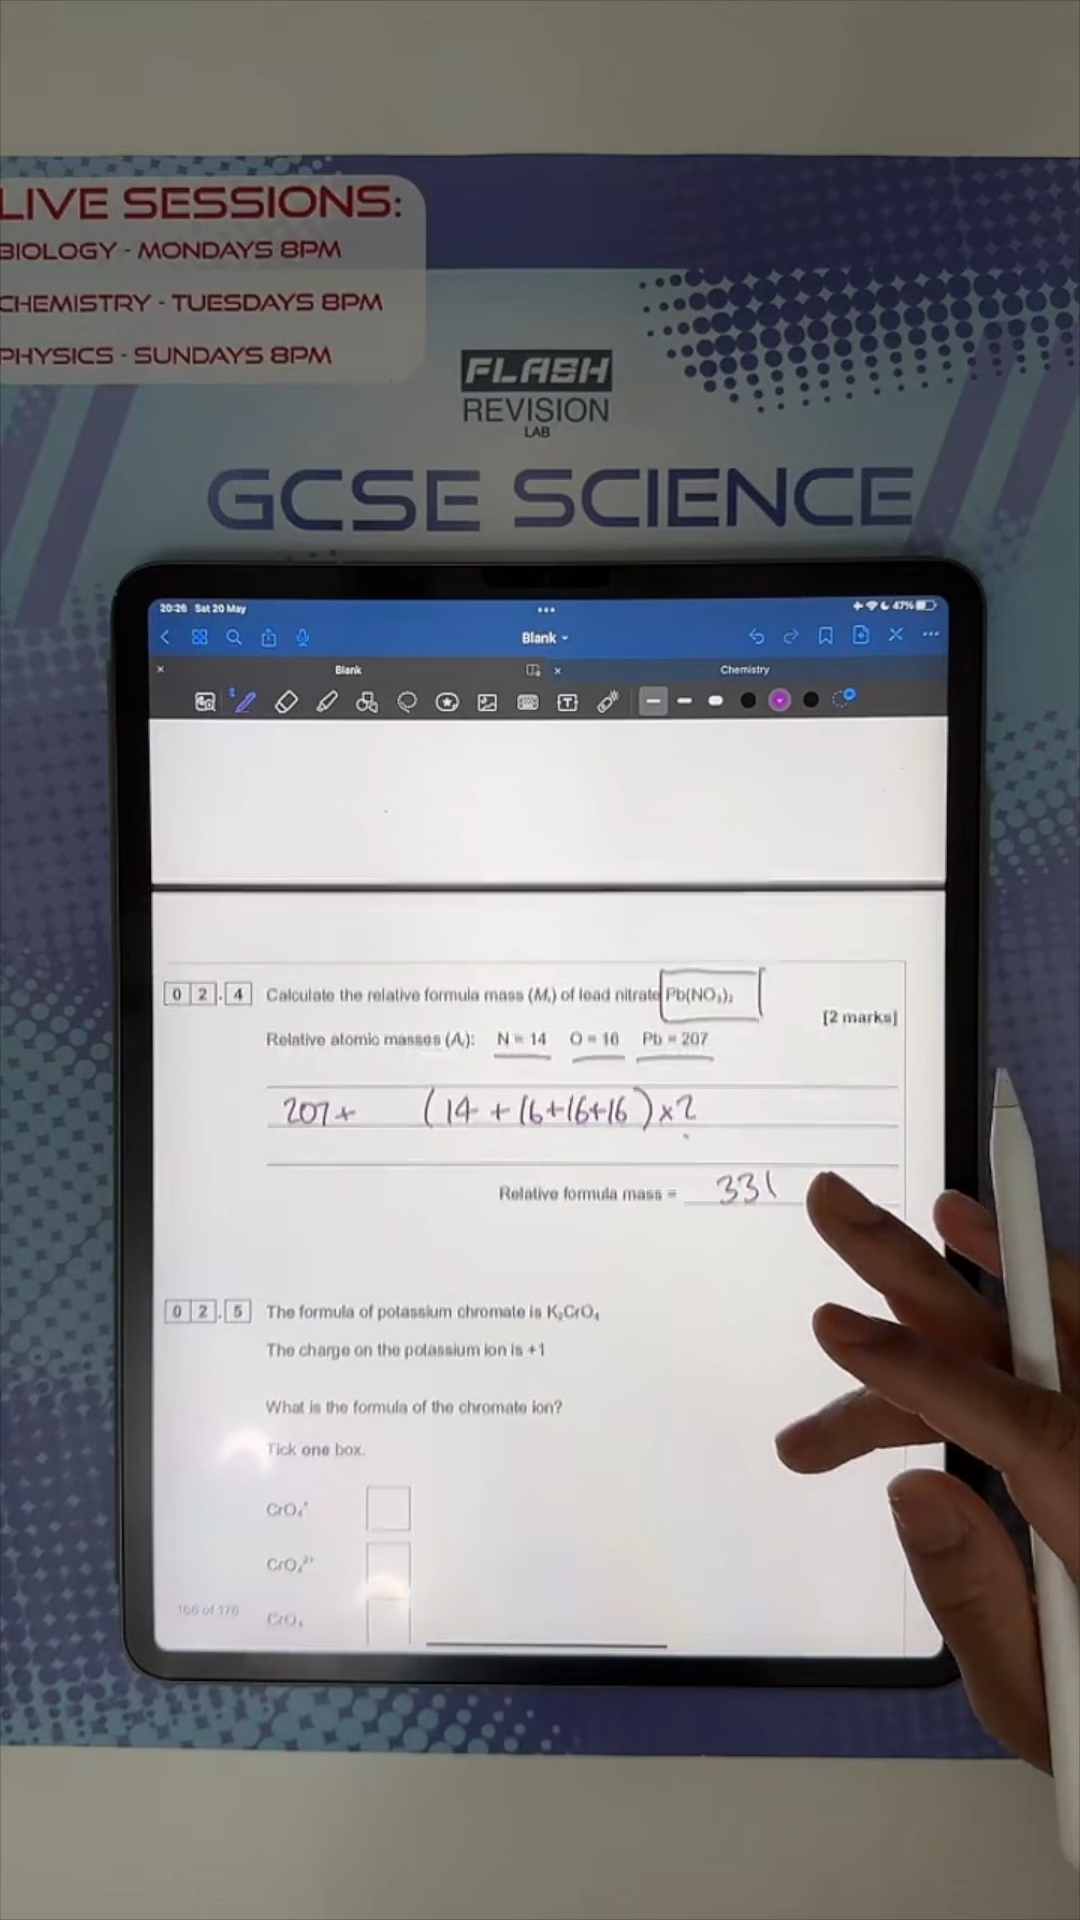 LIVE SESSIONS:
BIOLOGY - MONDAYS 8PM
CHEMISTRY - TUESDAYS 8PM
PHYSICS - SUNDAYS 8PM
FLASH
REVISION
LAB
GCSE SCIENCE
20:26 Sat 20 May
47%
Blank
Blank
Chemistry
0 2 . 4 Calculate the relative formula mass (Mᵣ) of lead nitrate Pb(NO₃)₂
[2 marks]
Relative atomic masses (Aᵣ): N = 14 O = 16 Pb = 207
207+ (14 + 16+16+16)×2
Relative formula mass = 331
0 2 . 5 The formula of potassium chromate is K₂CrO₄
The charge on the potassium ion is +1
What is the formula of the chromate ion?
Tick one box.
CrO₄⁺
CrO₄²⁺
166 of 176